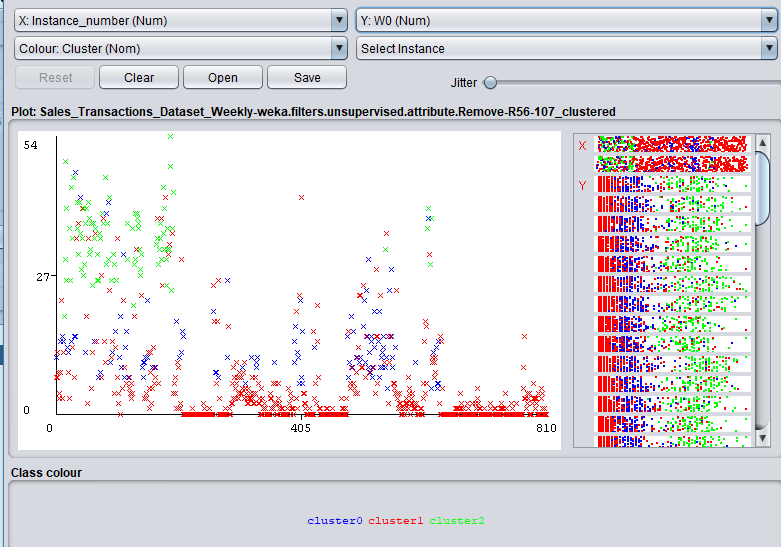 X: Instance_number (Num) Y: W0 (Num)
Colour: Cluster (Nom) Select Instance
Reset Clear Open Save Jitter
Plot: Sales_Transactions_Dataset_Weekly-weka.filters.unsupervised.attribute.Remove-R56-107_clustered
54
27
0
0 405 810
X
Y
Class colour
cluster0 cluster1 cluster2